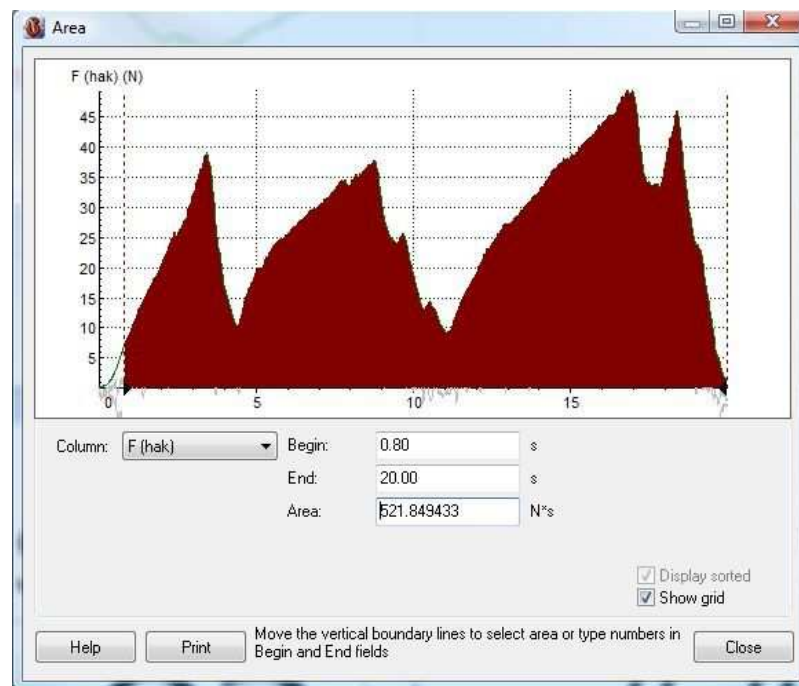 Area
F (hak) (N)
45
40
35
30
25
20
15
10
5
0 5 10 15
Column: F (hak) Begin: 0.80 s
End: 20.00 s
Area: 521.849433 N*s
Display sorted
Show grid
Help Print Move the vertical boundary lines to select area or type numbers in Begin and End fields Close